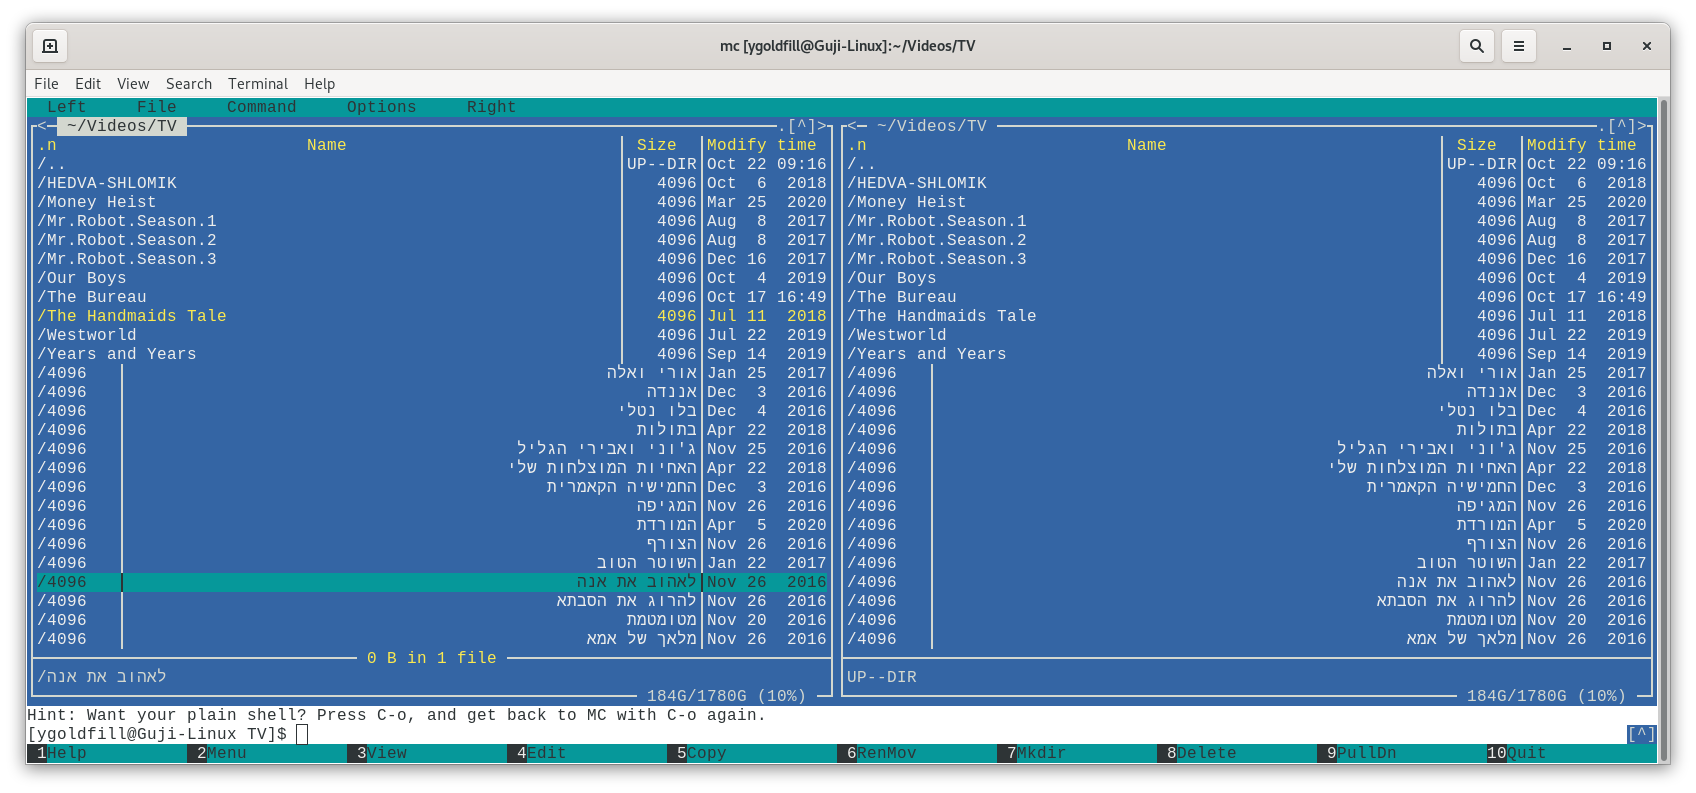 mc [ygoldfill@Guji-Linux]:~/Videos/TV
File Edit View Search Terminal Help
Left File Command Options Right
<─ ~/Videos/TV ─.[^]> <─ ~/Videos/TV ─.[^]>
.n Name Size Modify time .n Name Size Modify time
/.. UP--DIR Oct 22 09:16 /.. UP--DIR Oct 22 09:16
/HEDVA-SHLOMIK 4096 Oct 6 2018 /HEDVA-SHLOMIK 4096 Oct 6 2018
/Money Heist 4096 Mar 25 2020 /Money Heist 4096 Mar 25 2020
/Mr.Robot.Season.1 4096 Aug 8 2017 /Mr.Robot.Season.1 4096 Aug 8 2017
/Mr.Robot.Season.2 4096 Aug 8 2017 /Mr.Robot.Season.2 4096 Aug 8 2017
/Mr.Robot.Season.3 4096 Dec 16 2017 /Mr.Robot.Season.3 4096 Dec 16 2017
/Our Boys 4096 Oct 4 2019 /Our Boys 4096 Oct 4 2019
/The Bureau 4096 Oct 17 16:49 /The Bureau 4096 Oct 17 16:49
/The Handmaids Tale 4096 Jul 11 2018 /The Handmaids Tale 4096 Jul 11 2018
/Westworld 4096 Jul 22 2019 /Westworld 4096 Jul 22 2019
/Years and Years 4096 Sep 14 2019 /Years and Years 4096 Sep 14 2019
/4096 אורי ואלה Jan 25 2017 /4096 אורי ואלה Jan 25 2017
/4096 אננדה Dec 3 2016 /4096 אננדה Dec 3 2016
/4096 בלו נטלי Dec 4 2016 /4096 בלו נטלי Dec 4 2016
/4096 בתולות Apr 22 2018 /4096 בתולות Apr 22 2018
/4096 ג'וני ואבירי הגליל Nov 25 2016 /4096 ג'וני ואבירי הגליל Nov 25 2016
/4096 האחיות המוצלחות שלי Apr 22 2018 /4096 האחיות המוצלחות שלי Apr 22 2018
/4096 החמישיה הקאמרית Dec 3 2016 /4096 החמישיה הקאמרית Dec 3 2016
/4096 המגיפה Nov 26 2016 /4096 המגיפה Nov 26 2016
/4096 המורדת Apr 5 2020 /4096 המורדת Apr 5 2020
/4096 הצורף Nov 26 2016 /4096 הצורף Nov 26 2016
/4096 השוטר הטוב Jan 22 2017 /4096 השוטר הטוב Jan 22 2017
/4096 לאהוב את אנה Nov 26 2016 /4096 לאהוב את אנה Nov 26 2016
/4096 להרוג את הסבתא Nov 26 2016 /4096 להרוג את הסבתא Nov 26 2016
/4096 מטומטמת Nov 20 2016 /4096 מטומטמת Nov 20 2016
/4096 מלאך של אמא Nov 26 2016 /4096 מלאך של אמא Nov 26 2016
0 B in 1 file
/לאהוב את אנה UP--DIR
184G/1780G (10%) 184G/1780G (10%)
Hint: Want your plain shell? Press C-o, and get back to MC with C-o again.
[ygoldfill@Guji-Linux TV]$ [^]
1Help 2Menu 3View 4Edit 5Copy 6RenMov 7Mkdir 8Delete 9PullDn 10Quit